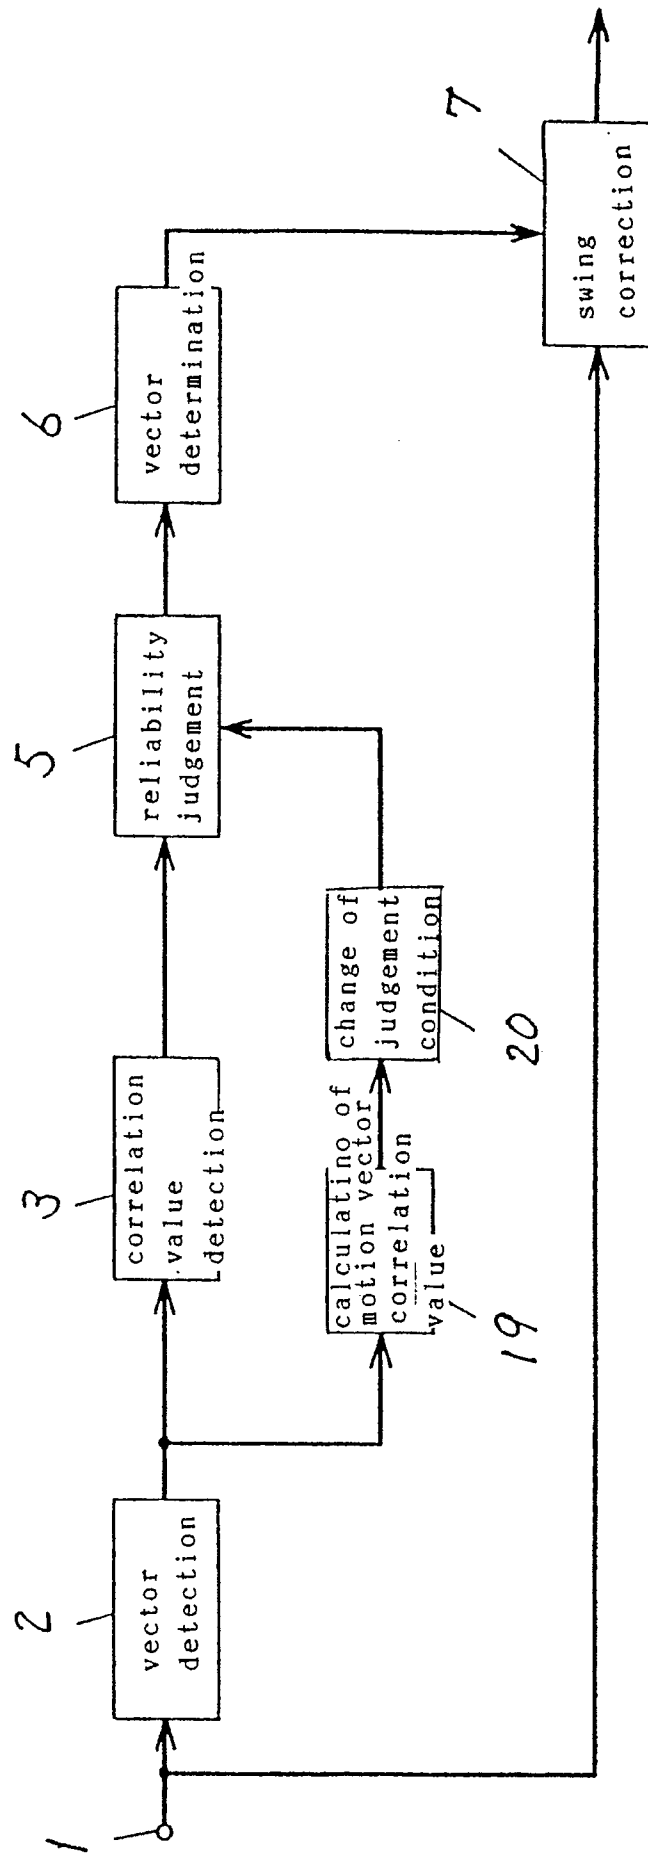 1
2
vector
detection
3
correlation
value
detection
5
reliability
judgement
6
vector
determination
7
swing
correction
calculatino of
motion vector
correlation
value
19
change of
judgement
condition
20